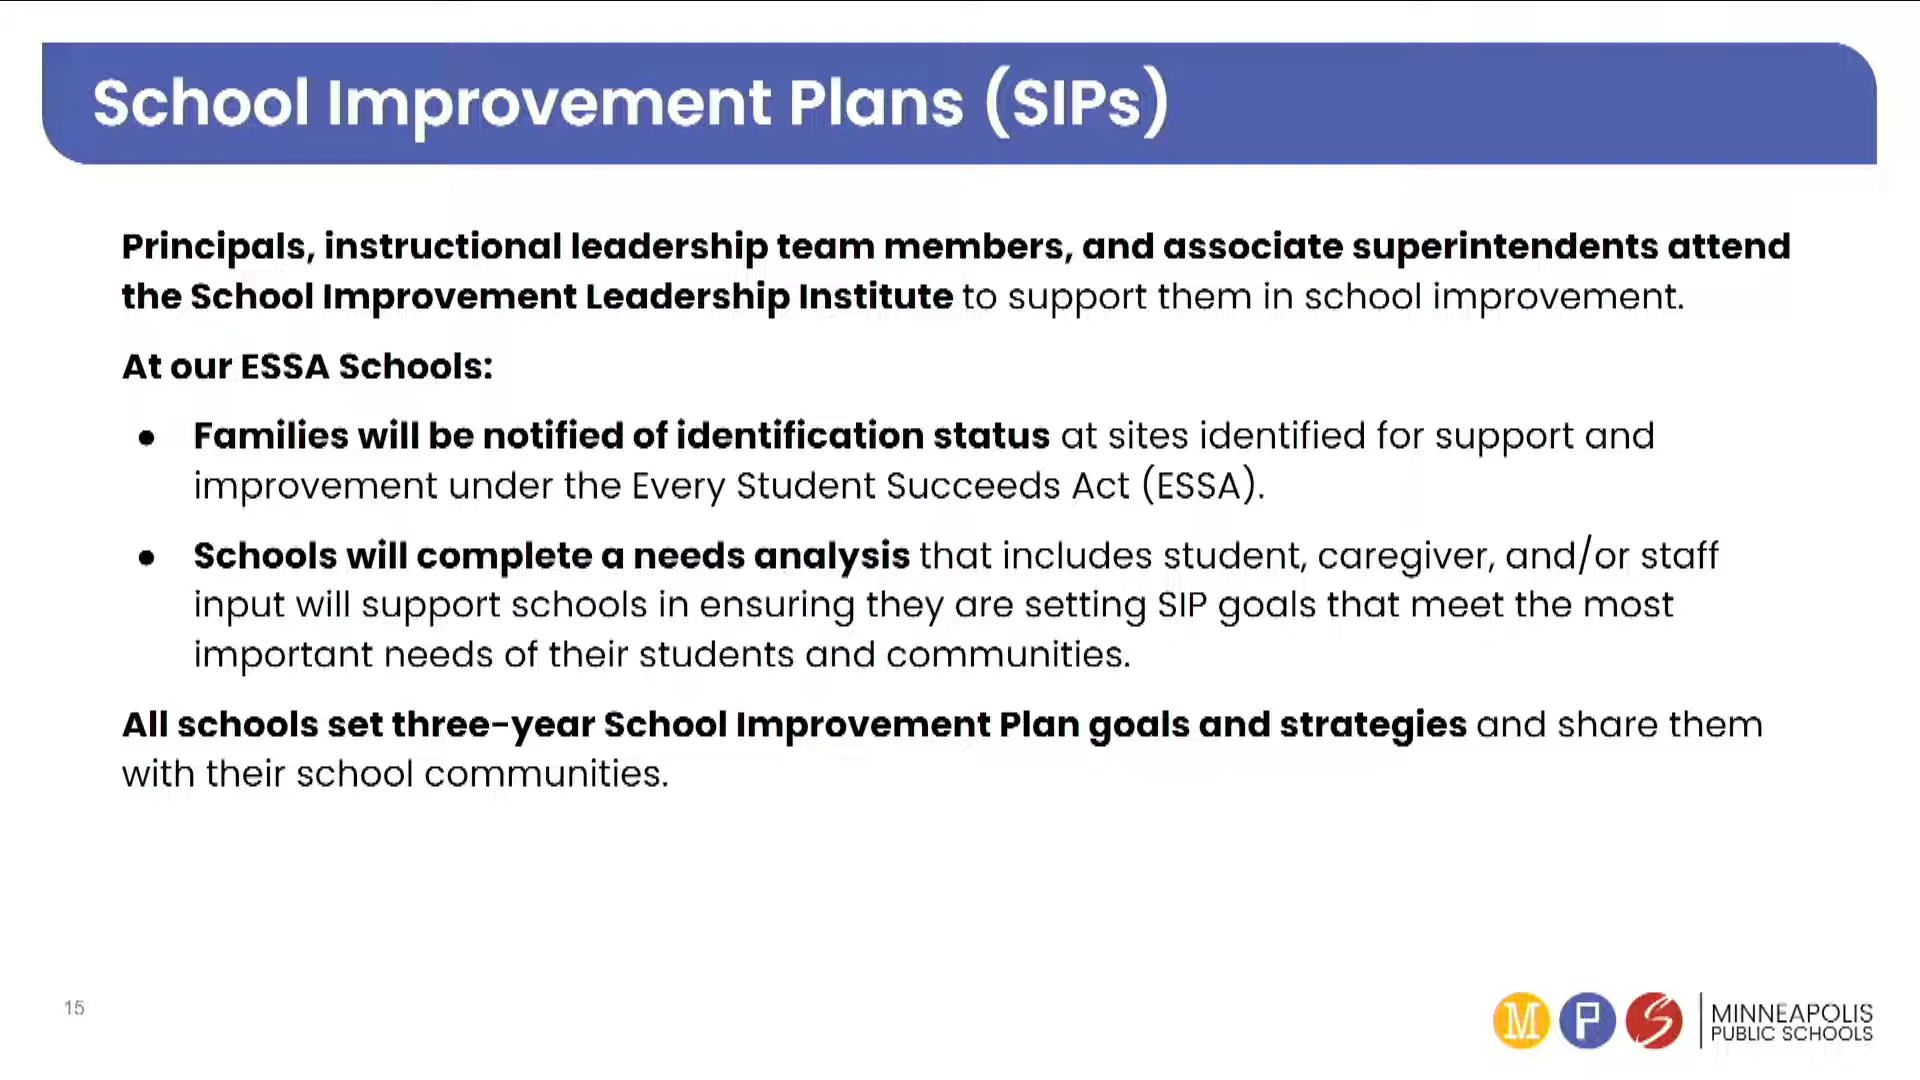 School Improvement Plans (SIPs)
Principals, instructional leadership team members, and associate superintendents attend
the School Improvement Leadership Institute to support them in school improvement.
At our ESSA Schools:
● Families will be notified of identification status at sites identified for support and
improvement under the Every Student Succeeds Act (ESSA).
● Schools will complete a needs analysis that includes student, caregiver, and/or staff
input will support schools in ensuring they are setting SIP goals that meet the most
important needs of their students and communities.
All schools set three-year School Improvement Plan goals and strategies and share them
with their school communities.
15
M P S
MINNEAPOLIS
PUBLIC SCHOOLS